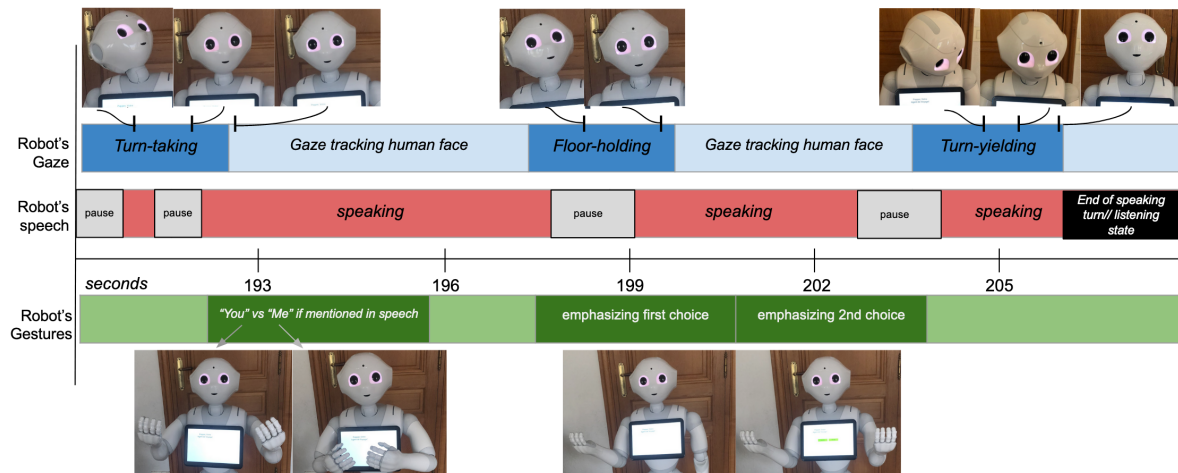 Robot's
Gaze
Turn-taking
Gaze tracking human face
Floor-holding
Gaze tracking human face
Turn-yielding
Robot's
speech
pause
pause
speaking
pause
speaking
pause
speaking
End of speaking
turn// listening
state
seconds
193
196
199
202
205
Robot's
Gestures
"You" vs "Me" if mentioned in speech
emphasizing first choice
emphasizing 2nd choice